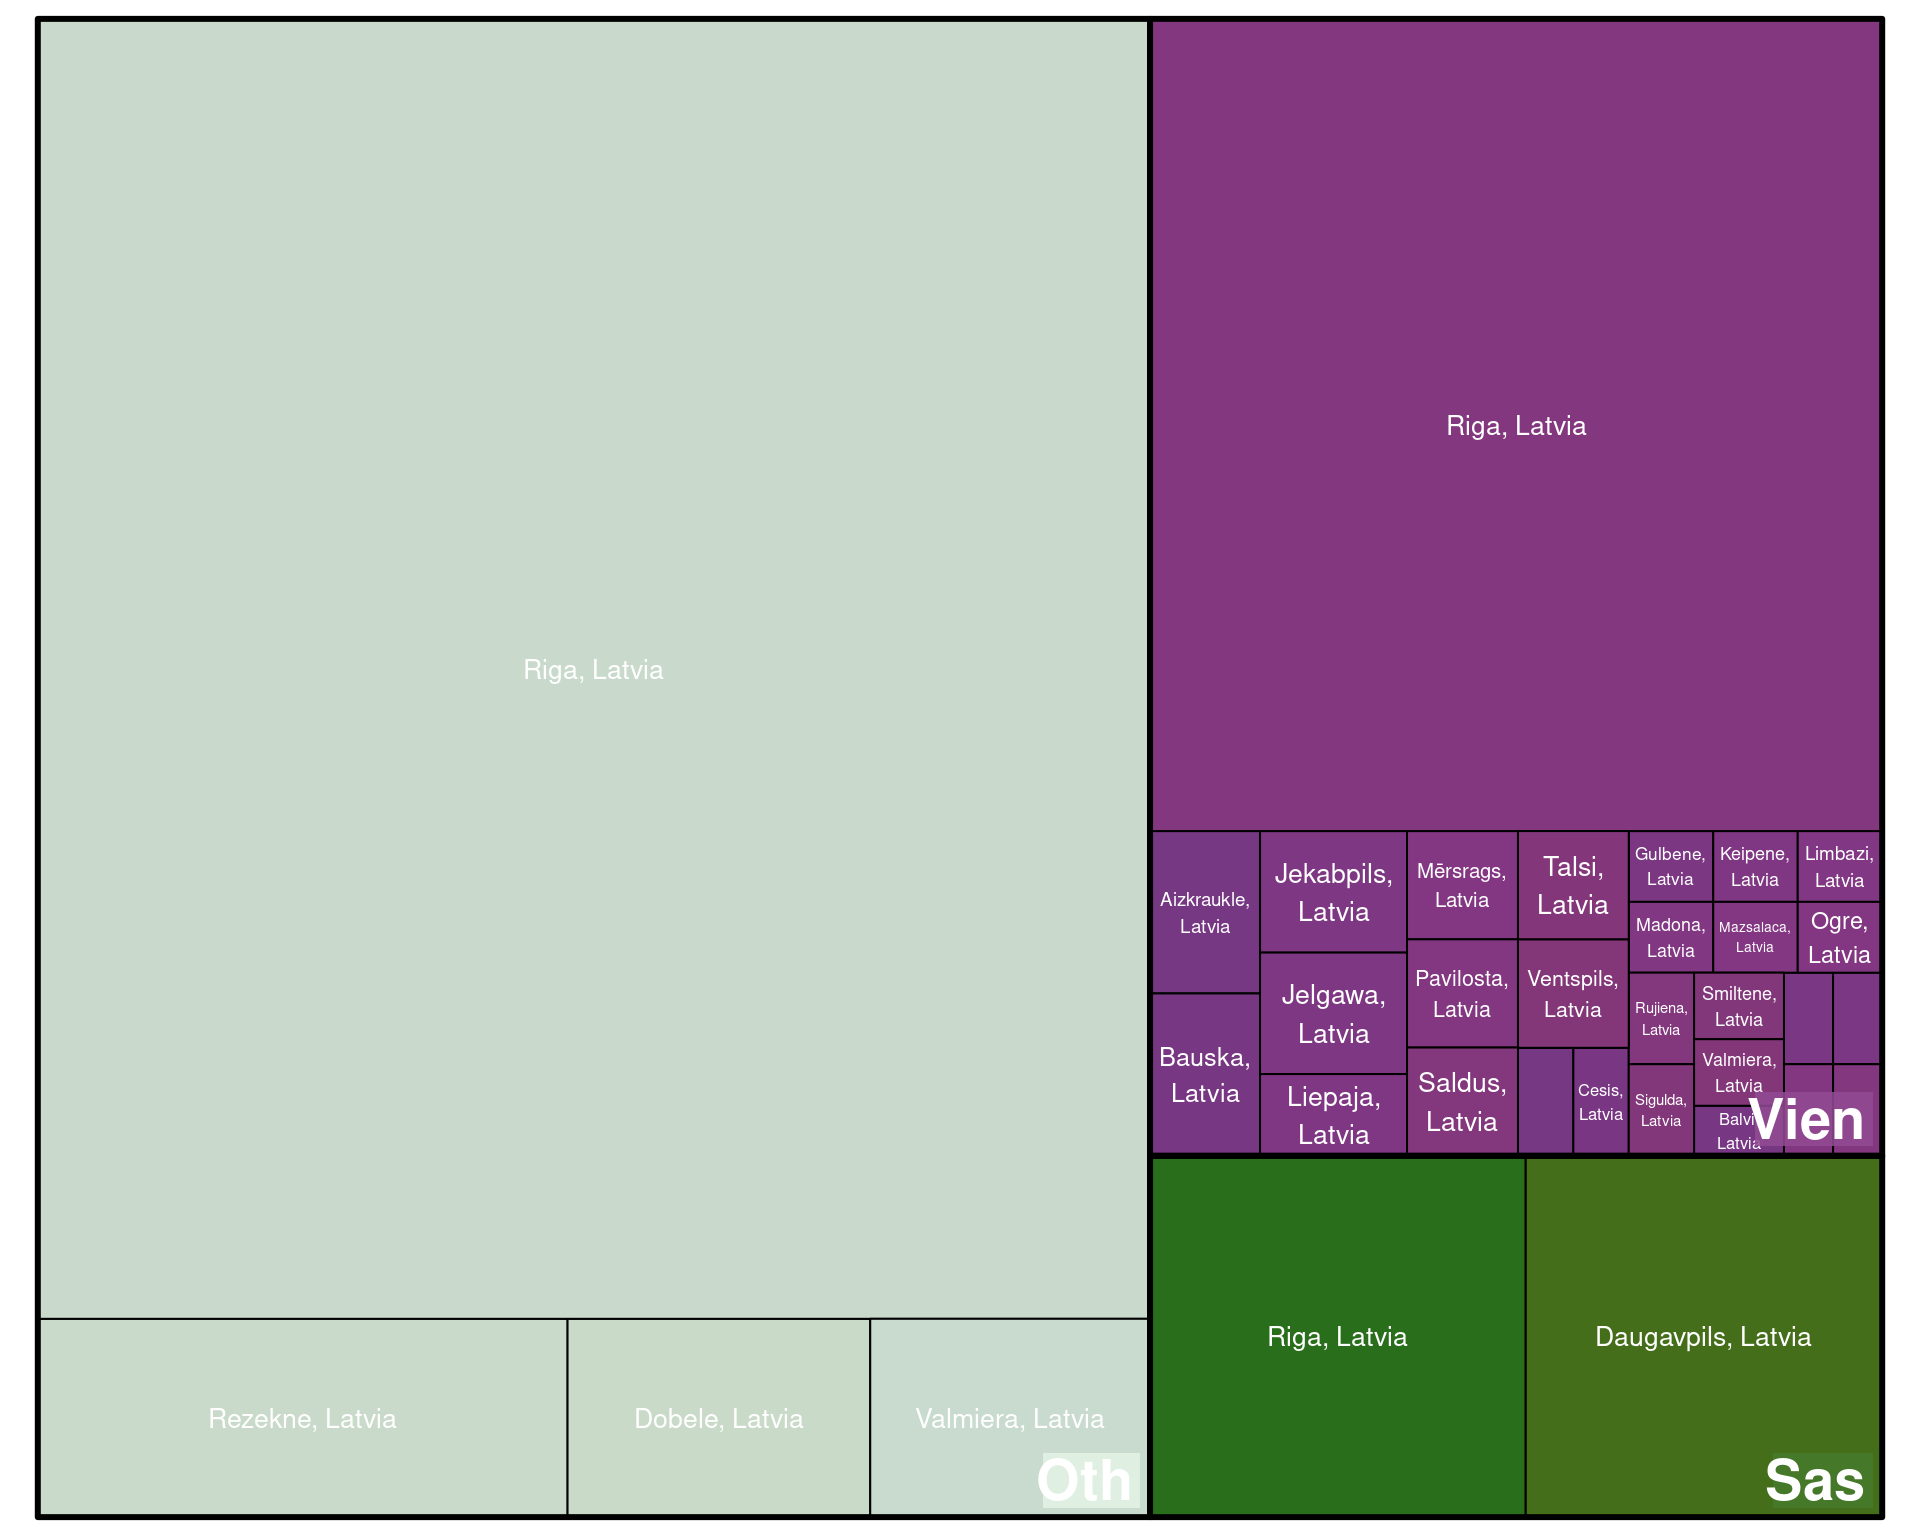 Riga, Latvia
Rezekne, Latvia
Dobele, Latvia
Valmiera, Latvia
Oth
Riga, Latvia
Aizkraukle,
Latvia
Bauska,
Latvia
Jekabpils,
Latvia
Jelgawa,
Latvia
Liepaja,
Latvia
Mērsrags,
Latvia
Pavilosta,
Latvia
Saldus,
Latvia
Talsi,
Latvia
Ventspils,
Latvia
Cesis,
Latvia
Gulbene,
Latvia
Keipene,
Latvia
Limbazi,
Latvia
Madona,
Latvia
Mazsalaca,
Latvia
Ogre,
Latvia
Rujiena,
Latvia
Sigulda,
Latvia
Smiltene,
Latvia
Valmiera,
Latvia
Balvi
Latvia
Vien
Riga, Latvia
Daugavpils, Latvia
Sas